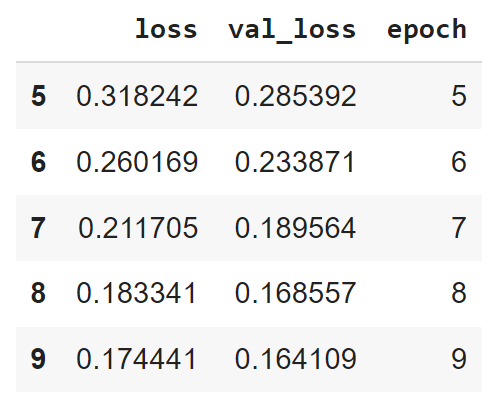 loss val_loss epoch
5 0.318242 0.285392 5
6 0.260169 0.233871 6
7 0.211705 0.189564 7
8 0.183341 0.168557 8
9 0.174441 0.164109 9